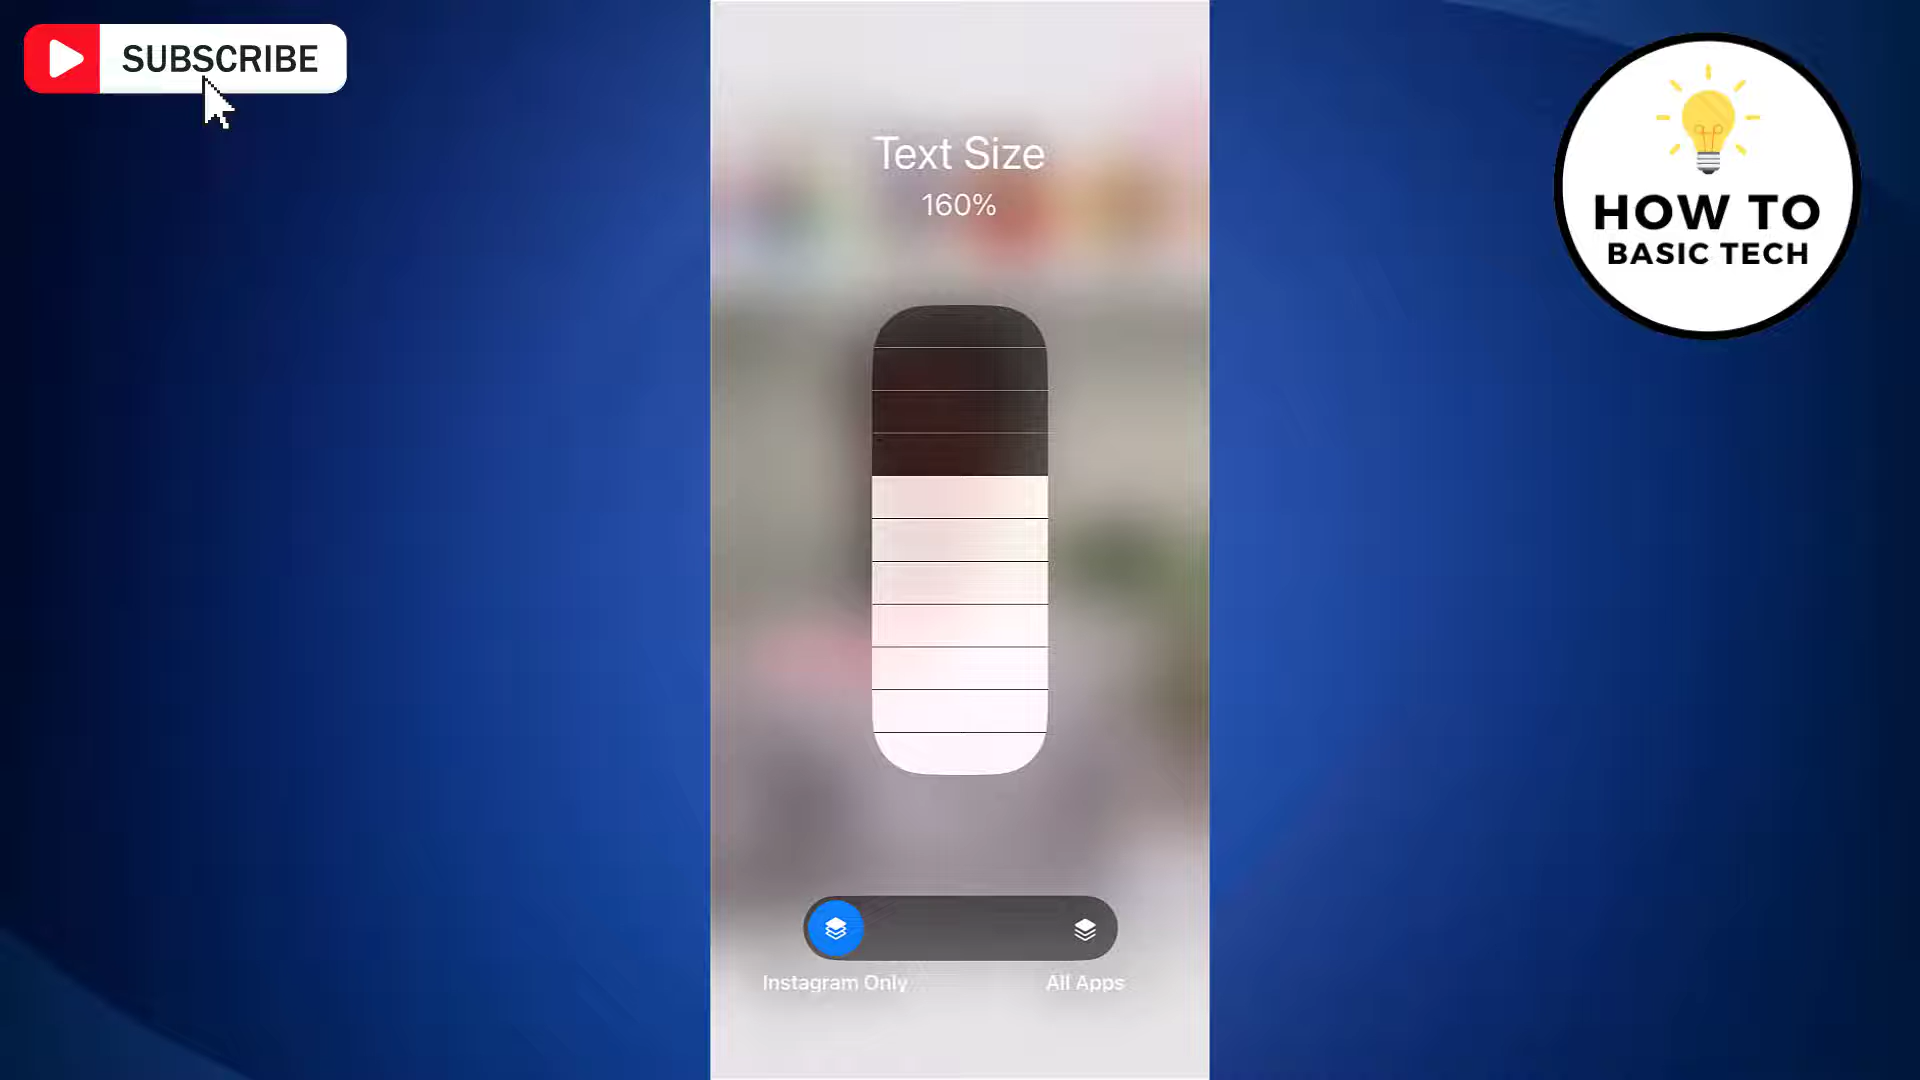 SUBSCRIBE
HOW TO
BASIC TECH
Text Size
160%
Instagram Only
All Apps